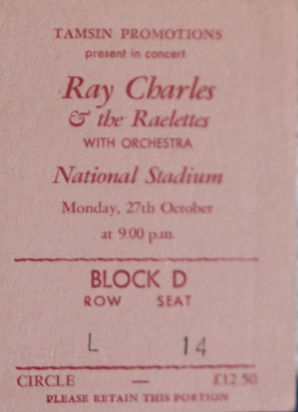 TAMSIN PROMOTIONS
present in concert
Ray Charles
& the Raelettes
WITH ORCHESTRA
National Stadium
Monday, 27th October
at 9.00 p.m.
BLOCK D
ROW SEAT
L 14
CIRCLE — £12.50
PLEASE RETAIN THIS PORTION